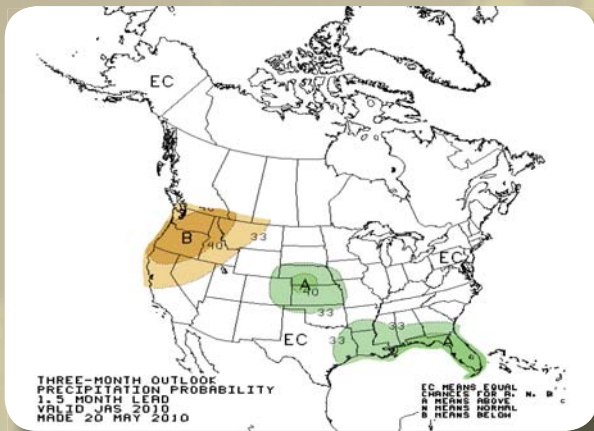 EC
40
B
33
40
EC
A
40
33
33
EC
33
A
THREE-MONTH OUTLOOK
PRECIPITATION PROBABILITY
1.5 MONTH LEAD
VALID JAS 2010
MADE 20 MAY 2010
EC MEANS EQUAL
CHANCES FOR A, N, B
A MEANS ABOVE
N MEANS NORMAL
B MEANS BELOW